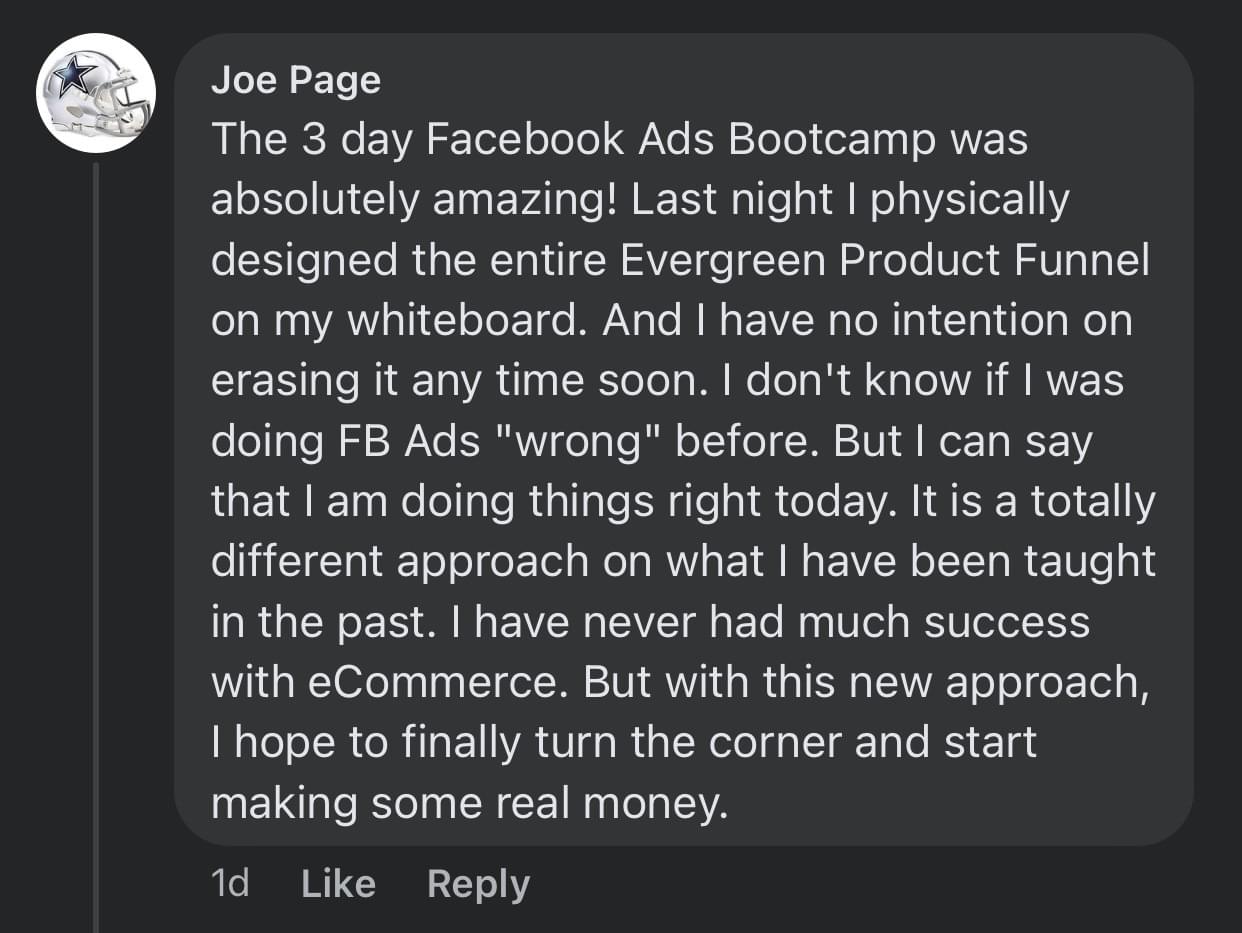 Joe Page
The 3 day Facebook Ads Bootcamp was
absolutely amazing! Last night I physically
designed the entire Evergreen Product Funnel
on my whiteboard. And I have no intention on
erasing it any time soon. I don't know if I was
doing FB Ads "wrong" before. But I can say
that I am doing things right today. It is a totally
different approach on what I have been taught
in the past. I have never had much success
with eCommerce. But with this new approach,
I hope to finally turn the corner and start
making some real money.
1d Like Reply